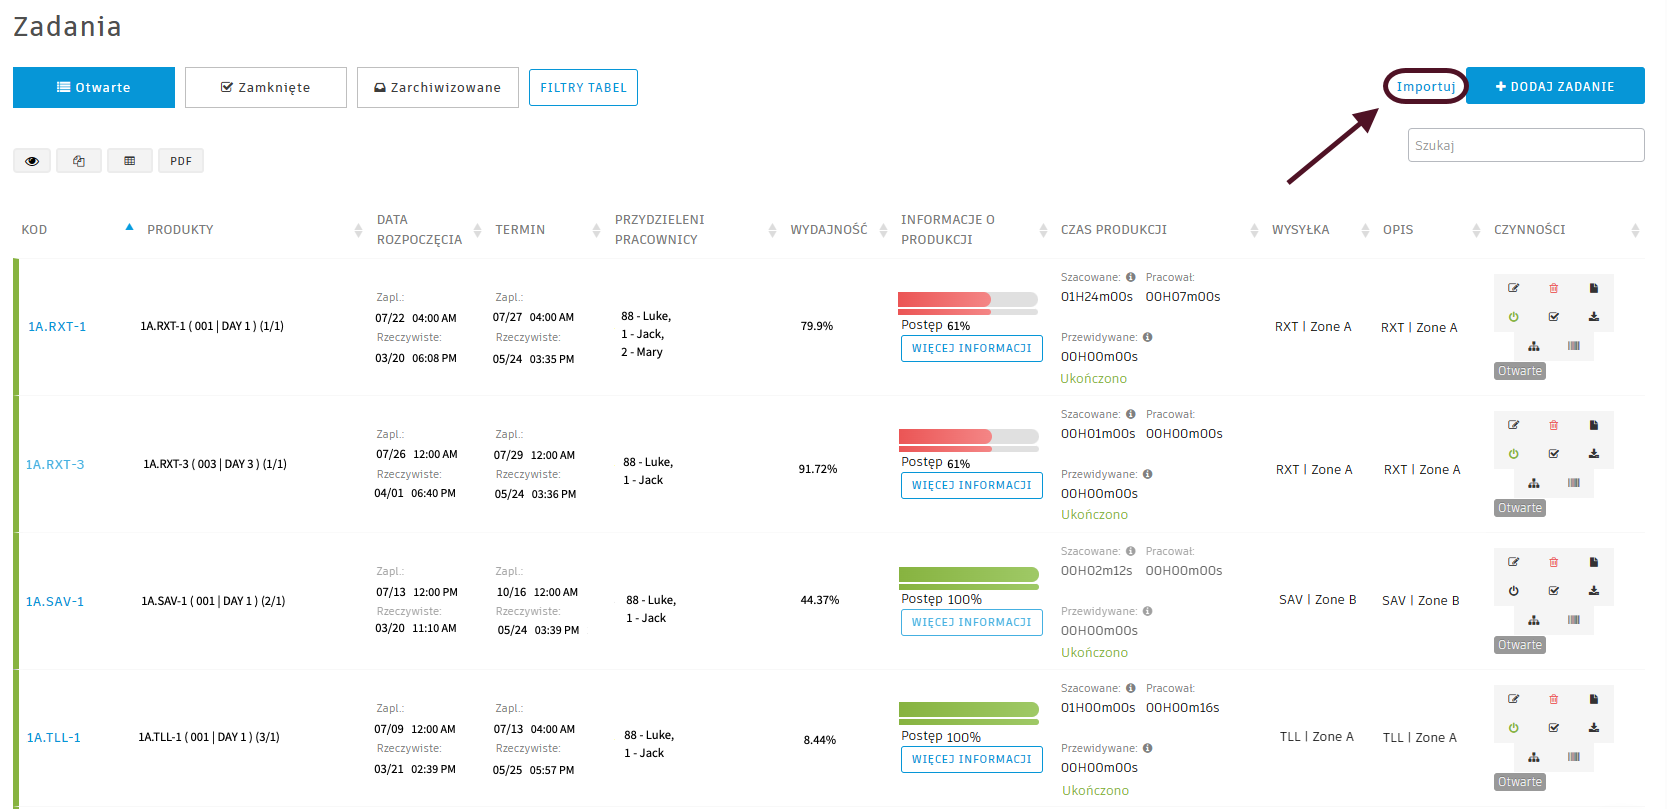 Zadania
Otwarte
Zamknięte
Zarchiwizowane
FILTRY TABEL
Importuj
DODAJ ZADANIE
PDF
Szukaj
KOD
PRODUKTY
DATA
ROZPOCZĘCIA
TERMIN
PRZYDZIELENI
PRACOWNICY
WYDAJNOŚĆ
INFORMACJE O
PRODUKCJI
CZAS PRODUKCJI
WYSYŁKA
OPIS
CZYNNOŚCI
1A.RXT-1
1A.RXT-1 ( 001 | DAY 1 ) (1/1)
Zapl.:
07/22 04:00 AM
Rzeczywiste:
03/20 06:08 PM
Zapl.:
07/27 04:00 AM
Rzeczywiste:
05/24 03:35 PM
88 - Luke,
1 - Jack,
2 - Mary
79.9%
Postęp 61%
WIĘCEJ INFORMACJI
Szacowane: Pracował:
01H24m00s 00H07m00s
Przewidywane:
00H00m00s
Ukończono
RXT | Zone A
RXT | Zone A
Otwarte
1A.RXT-3
1A.RXT-3 ( 003 | DAY 3 ) (1/1)
Zapl.:
07/26 12:00 AM
Rzeczywiste:
04/01 06:40 PM
Zapl.:
07/29 12:00 AM
Rzeczywiste:
05/24 03:36 PM
88 - Luke,
1 - Jack
91.72%
Postęp 61%
WIĘCEJ INFORMACJI
Szacowane: Pracował:
00H01m00s 00H00m00s
Przewidywane:
00H00m00s
Ukończono
RXT | Zone A
RXT | Zone A
Otwarte
1A.SAV-1
1A.SAV-1 ( 001 | DAY 1 ) (2/1)
Zapl.:
07/13 12:00 PM
Rzeczywiste:
03/20 11:10 AM
Zapl.:
10/16 12:00 AM
Rzeczywiste:
05/24 03:39 PM
88 - Luke,
1 - Jack
44.37%
Postęp 100%
WIĘCEJ INFORMACJI
Szacowane: Pracował:
00H02m12s 00H00m00s
Przewidywane:
00H00m00s
Ukończono
SAV | Zone B
SAV | Zone B
Otwarte
1A.TLL-1
1A.TLL-1 ( 001 | DAY 1 ) (3/1)
Zapl.:
07/09 12:00 AM
Rzeczywiste:
03/21 02:39 PM
Zapl.:
07/13 04:00 AM
Rzeczywiste:
05/25 05:57 PM
88 - Luke,
1 - Jack
8.44%
Postęp 100%
WIĘCEJ INFORMACJI
Szacowane: Pracował:
01H00m00s 00H00m16s
Przewidywane:
00H00m00s
Ukończono
TLL | Zone A
TLL | Zone A
Otwarte